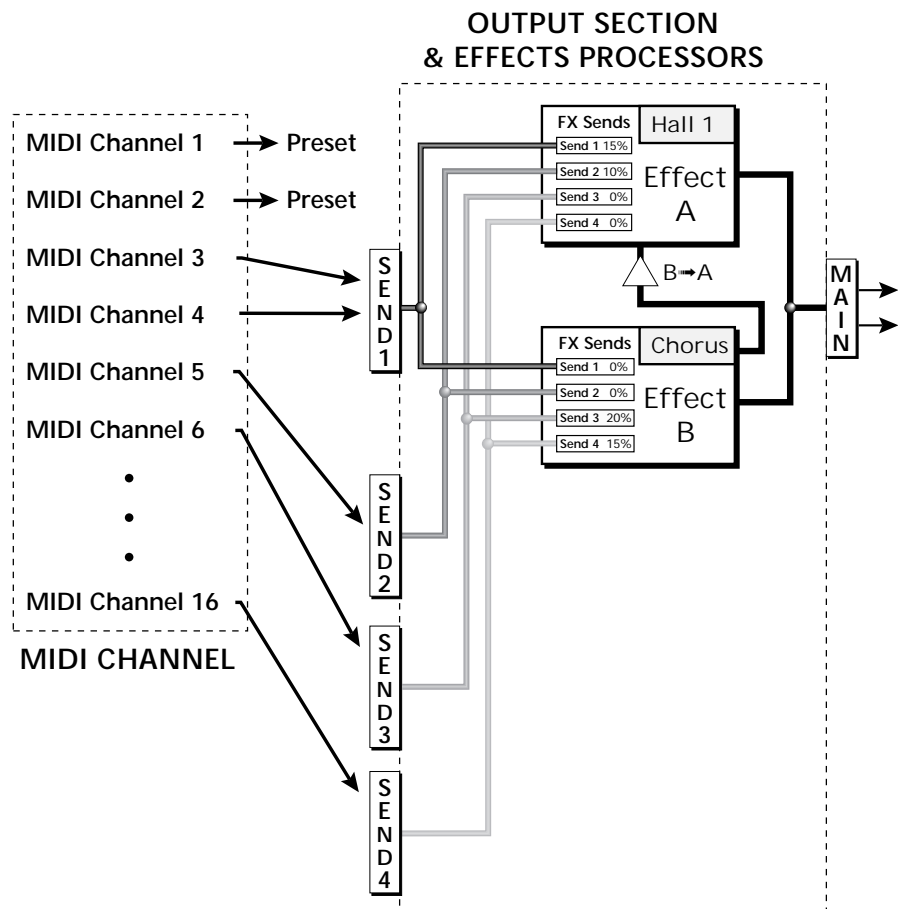 OUTPUT SECTION
& EFFECTS PROCESSORS
MIDI Channel 1
Preset
MIDI Channel 2
Preset
MIDI Channel 3
MIDI Channel 4
MIDI Channel 5
MIDI Channel 6
MIDI Channel 16
MIDI CHANNEL
SEND1
SEND2
SEND3
SEND4
FX Sends
Hall 1
Send 1 15%
Send 2 10%
Send 3 0%
Send 4 0%
Effect
A
B➟A
FX Sends
Chorus
Send 1 0%
Send 2 0%
Send 3 20%
Send 4 15%
Effect
B
MAIN